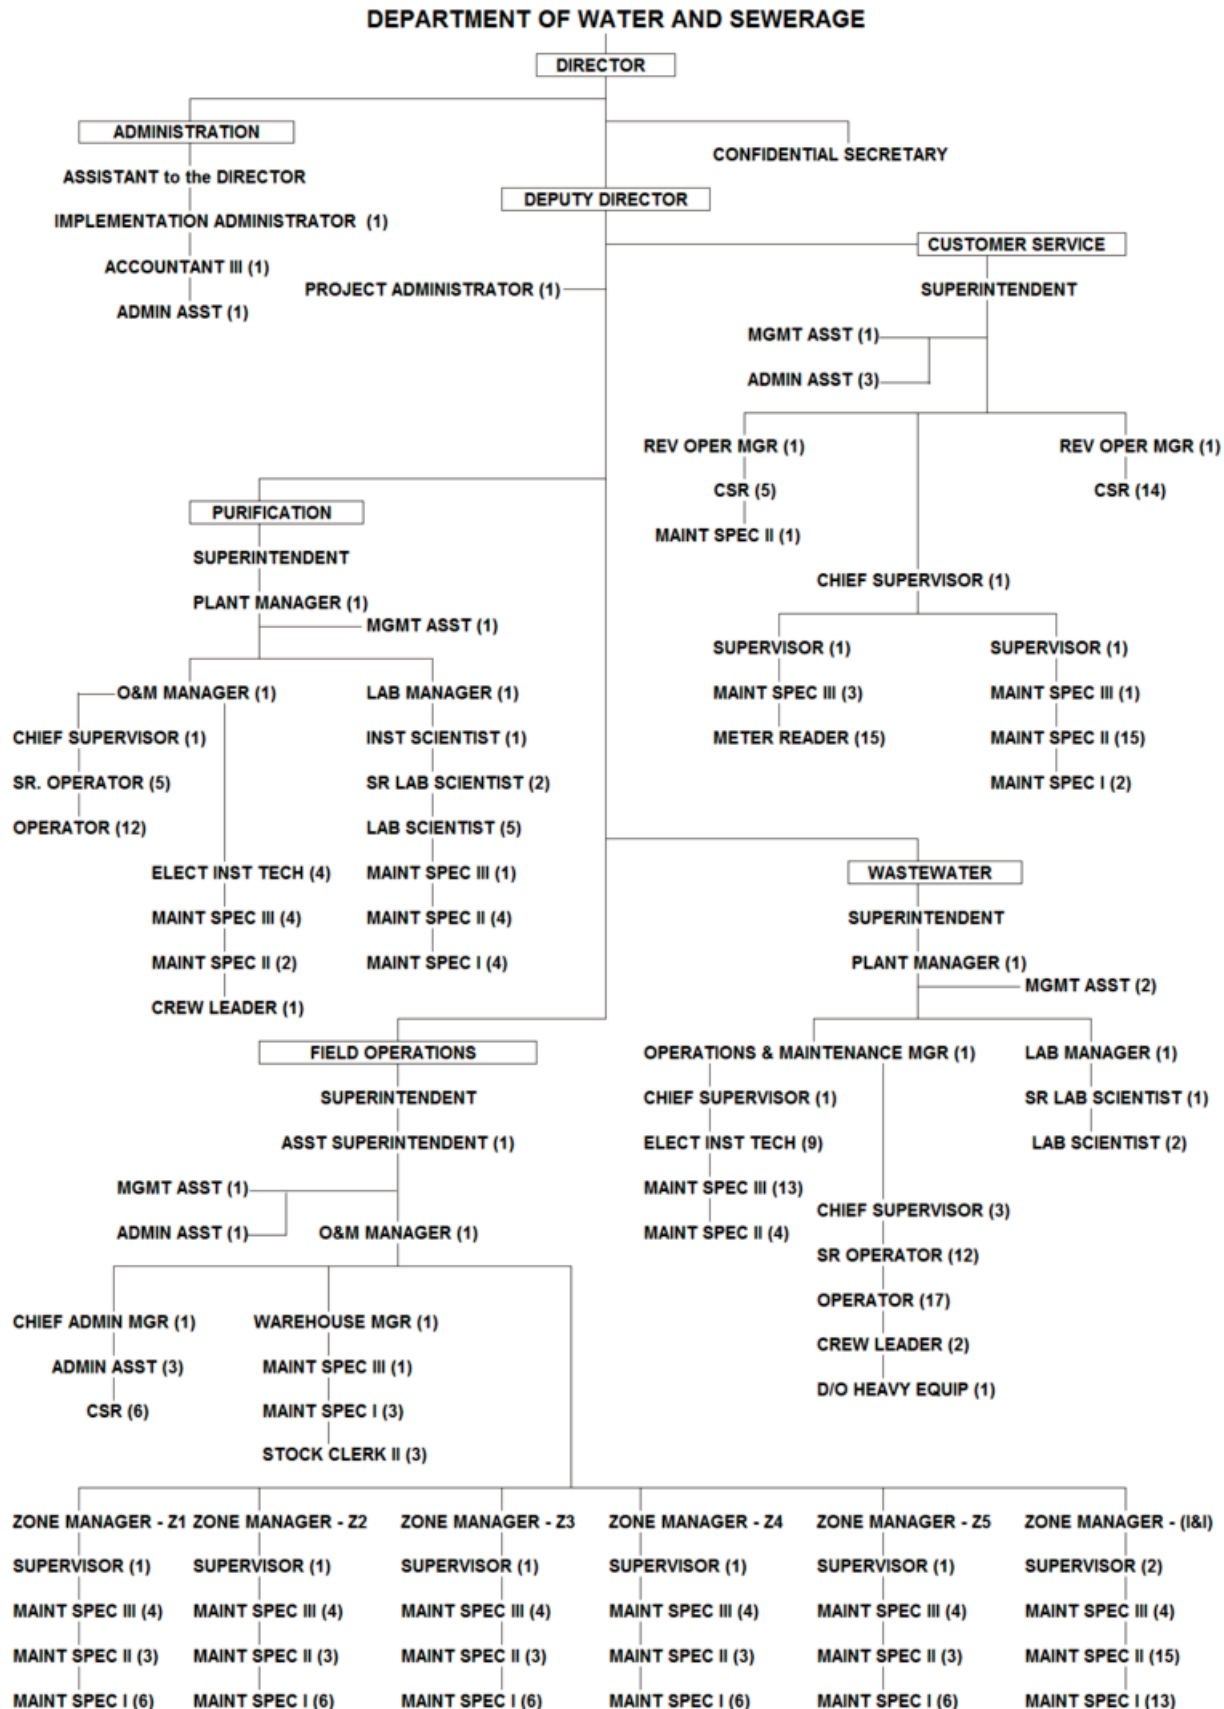 DEPARTMENT OF WATER AND SEWERAGE
DIRECTOR
ADMINISTRATION
ASSISTANT to the DIRECTOR
IMPLEMENTATION ADMINISTRATOR (1)
ACCOUNTANT III (1)
ADMIN ASST (1)
CONFIDENTIAL SECRETARY
DEPUTY DIRECTOR
PROJECT ADMINISTRATOR (1)
CUSTOMER SERVICE
SUPERINTENDENT
MGMT ASST (1)
ADMIN ASST (3)
REV OPER MGR (1)
CSR (5)
MAINT SPEC II (1)
REV OPER MGR (1)
CSR (14)
CHIEF SUPERVISOR (1)
SUPERVISOR (1)
MAINT SPEC III (3)
METER READER (15)
SUPERVISOR (1)
MAINT SPEC III (1)
MAINT SPEC II (15)
MAINT SPEC I (2)
PURIFICATION
SUPERINTENDENT
PLANT MANAGER (1)
MGMT ASST (1)
O&M MANAGER (1)
CHIEF SUPERVISOR (1)
SR. OPERATOR (5)
OPERATOR (12)
ELECT INST TECH (4)
MAINT SPEC III (4)
MAINT SPEC II (2)
CREW LEADER (1)
LAB MANAGER (1)
INST SCIENTIST (1)
SR LAB SCIENTIST (2)
LAB SCIENTIST (5)
MAINT SPEC III (1)
MAINT SPEC II (4)
MAINT SPEC I (4)
WASTEWATER
SUPERINTENDENT
PLANT MANAGER (1)
MGMT ASST (2)
OPERATIONS & MAINTENANCE MGR (1)
CHIEF SUPERVISOR (1)
ELECT INST TECH (9)
MAINT SPEC III (13)
MAINT SPEC II (4)
CHIEF SUPERVISOR (3)
SR OPERATOR (12)
OPERATOR (17)
CREW LEADER (2)
D/O HEAVY EQUIP (1)
LAB MANAGER (1)
SR LAB SCIENTIST (1)
LAB SCIENTIST (2)
FIELD OPERATIONS
SUPERINTENDENT
ASST SUPERINTENDENT (1)
MGMT ASST (1)
ADMIN ASST (1)
O&M MANAGER (1)
CHIEF ADMIN MGR (1)
ADMIN ASST (3)
CSR (6)
WAREHOUSE MGR (1)
MAINT SPEC III (1)
MAINT SPEC I (3)
STOCK CLERK II (3)
ZONE MANAGER - Z1
SUPERVISOR (1)
MAINT SPEC III (4)
MAINT SPEC II (3)
MAINT SPEC I (6)
ZONE MANAGER - Z2
SUPERVISOR (1)
MAINT SPEC III (4)
MAINT SPEC II (3)
MAINT SPEC I (6)
ZONE MANAGER - Z3
SUPERVISOR (1)
MAINT SPEC III (4)
MAINT SPEC II (3)
MAINT SPEC I (6)
ZONE MANAGER - Z4
SUPERVISOR (1)
MAINT SPEC III (4)
MAINT SPEC II (3)
MAINT SPEC I (6)
ZONE MANAGER - Z5
SUPERVISOR (1)
MAINT SPEC III (4)
MAINT SPEC II (3)
MAINT SPEC I (6)
ZONE MANAGER - (I&I)
SUPERVISOR (2)
MAINT SPEC III (4)
MAINT SPEC II (15)
MAINT SPEC I (13)